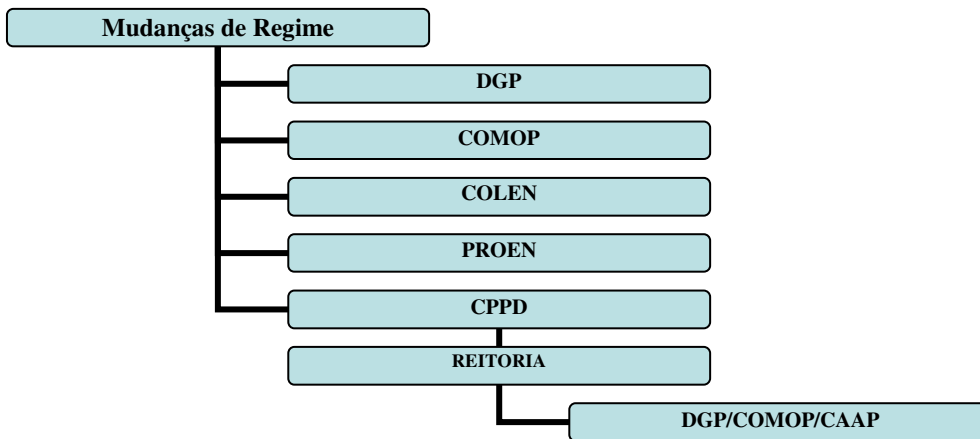 Mudanças de Regime
DGP
COMOP
COLEN
PROEN
CPPD
REITORIA
DGP/COMOP/CAAP